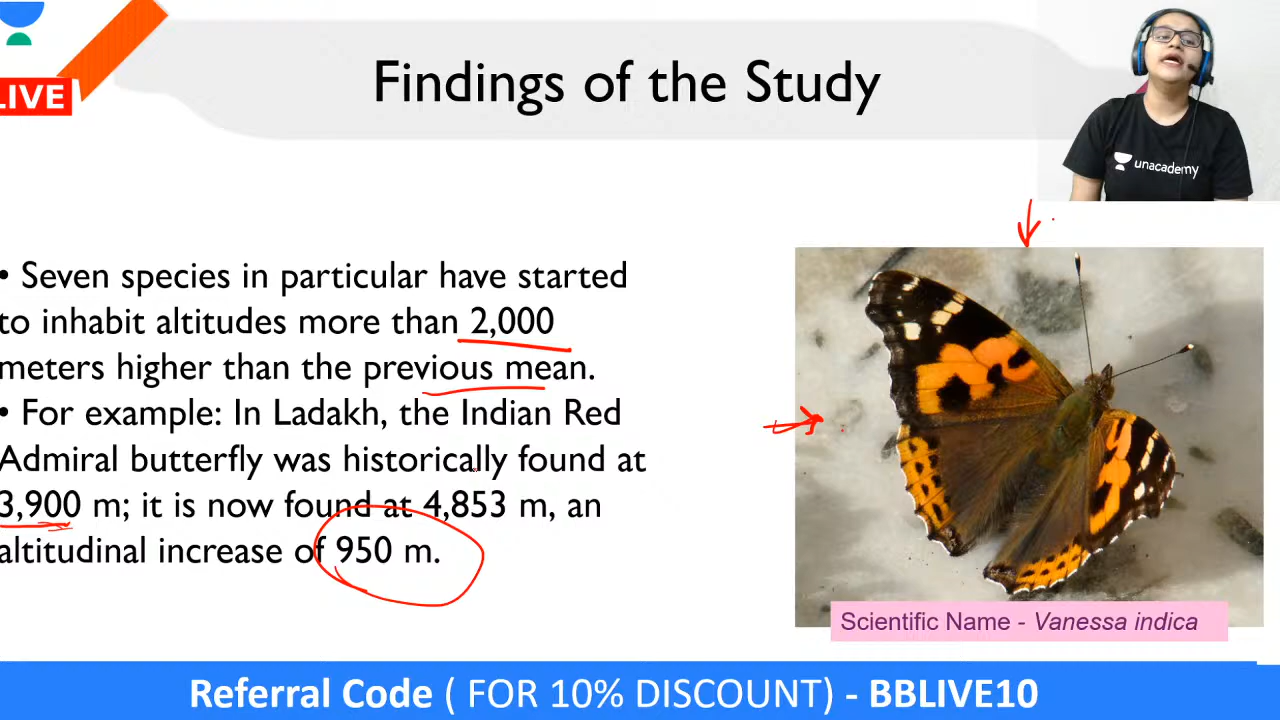 LIVE
Findings of the Study
unacademy
• Seven species in particular have started
to inhabit altitudes more than 2,000
meters higher than the previous mean.
• For example: In Ladakh, the Indian Red
Admiral butterfly was historically found at
3,900 m; it is now found at 4,853 m, an
altitudinal increase of 950 m.
Scientific Name - Vanessa indica
Referral Code ( FOR 10% DISCOUNT) - BBLIVE10